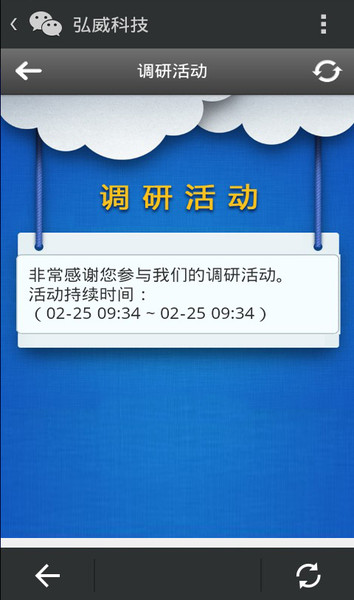 弘威科技
调研活动
调研活动
非常感谢您参与我们的调研活动。
活动持续时间：
（02-25 09:34 ~ 02-25 09:34）